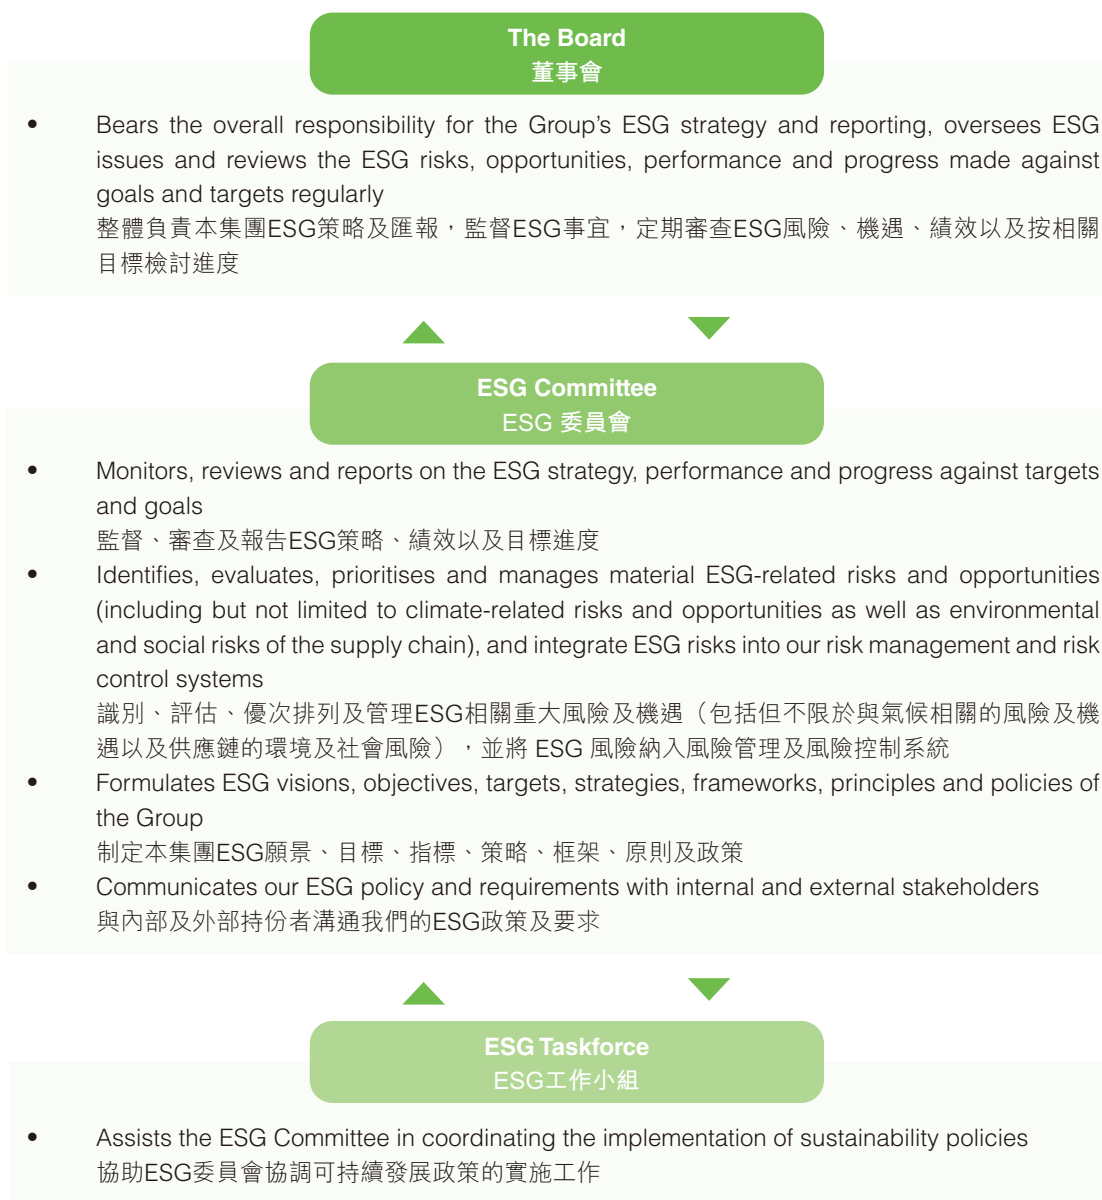 The Board
董事會
• Bears the overall responsibility for the Group’s ESG strategy and reporting, oversees ESG
issues and reviews the ESG risks, opportunities, performance and progress made against
goals and targets regularly
整體負責本集團ESG策略及匯報，監督ESG事宜，定期審查ESG風險、機遇、績效以及按相關
目標檢討進度
ESG Committee
ESG 委員會
• Monitors, reviews and reports on the ESG strategy, performance and progress against targets
and goals
監督、審查及報告ESG策略、績效以及目標進度
• Identifies, evaluates, prioritises and manages material ESG-related risks and opportunities
(including but not limited to climate-related risks and opportunities as well as environmental
and social risks of the supply chain), and integrate ESG risks into our risk management and risk
control systems
識別、評估、優次排列及管理ESG相關重大風險及機遇（包括但不限於與氣候相關的風險及機
遇以及供應鏈的環境及社會風險），並將 ESG 風險納入風險管理及風險控制系統
• Formulates ESG visions, objectives, targets, strategies, frameworks, principles and policies of
the Group
制定本集團ESG願景、目標、指標、策略、框架、原則及政策
• Communicates our ESG policy and requirements with internal and external stakeholders
與內部及外部持份者溝通我們的ESG政策及要求
ESG Taskforce
ESG工作小組
• Assists the ESG Committee in coordinating the implementation of sustainability policies
協助ESG委員會協調可持續發展政策的實施工作